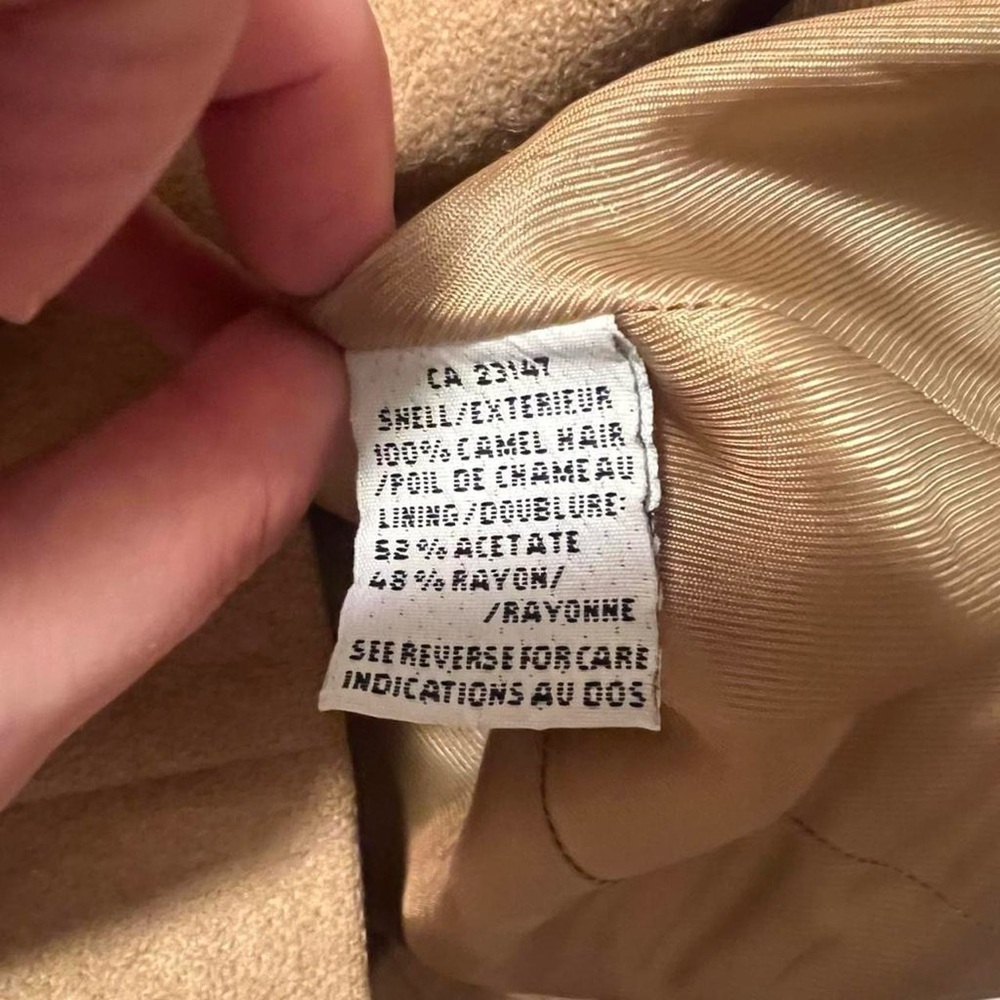 CA 23147
SHELL/EXTERIEUR
100% CAMEL HAIR
/POIL DE CHAMEAU
LINING/DOUBLURE:
52% ACETATE
48% RAYON/
/RAYONNE
SEE REVERSE FOR CARE
INDICATIONS AU DOS